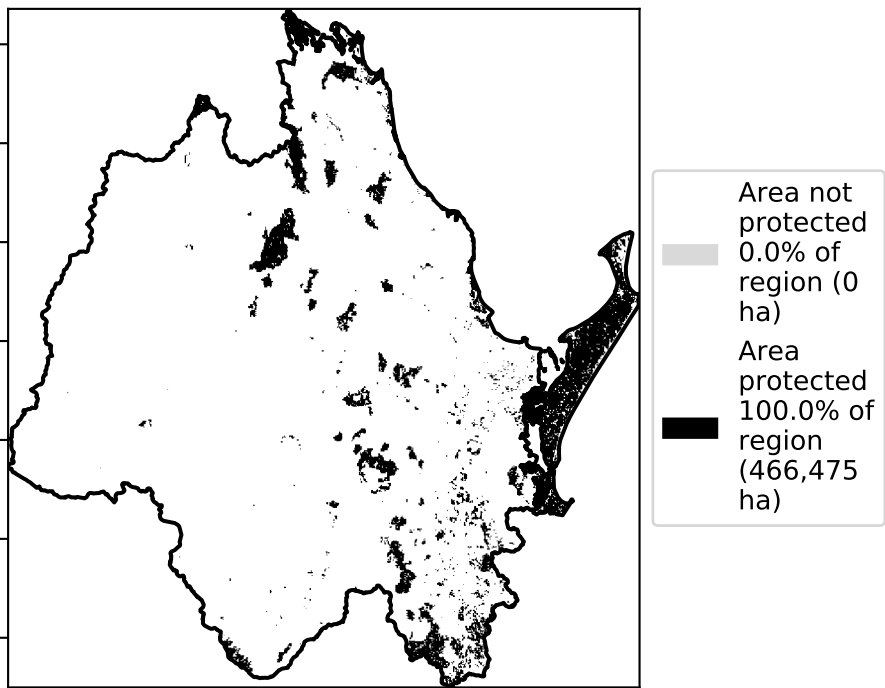 Area not
protected
0.0% of
region (0
ha)
Area
protected
100.0% of
region
(466,475
ha)